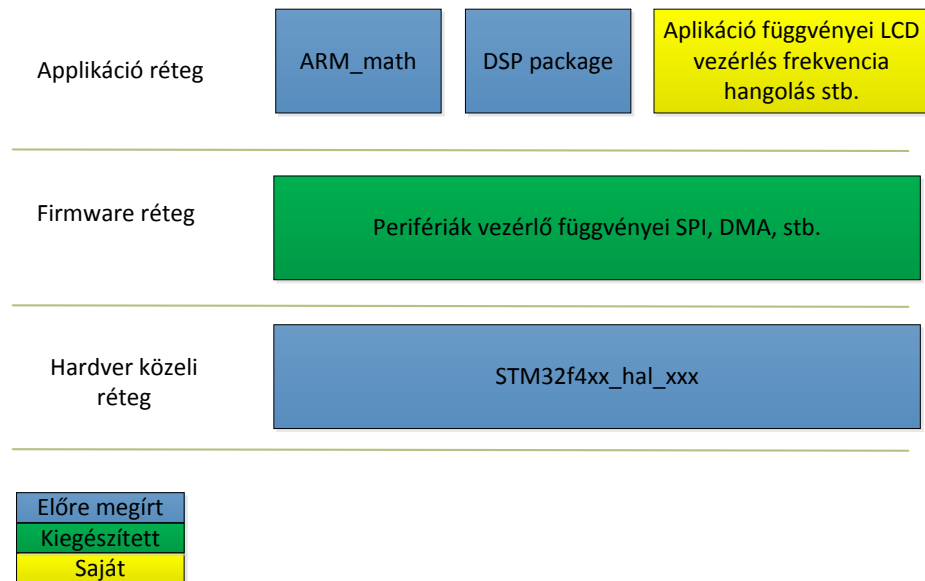 Applikáció réteg
ARM_math
DSP package
Aplikáció függvényei LCD
vezérlés frekvencia
hangolás stb.
Firmware réteg
Perifériák vezérlő függvényei SPI, DMA, stb.
Hardver közeli
réteg
STM32f4xx_hal_xxx
Előre megírt
Kiegészített
Saját